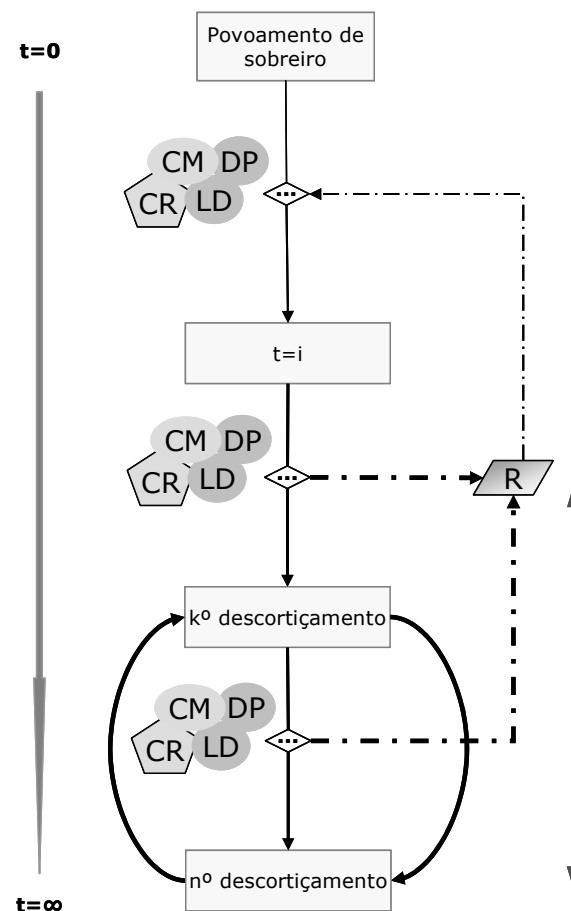 Povoamento de
sobreiro
t=0
CM DP
...
CR LD
t=i
CM DP
...
CR LD
R
kº descortiçamento
CM DP
...
CR LD
nº descortiçamento
t=∞